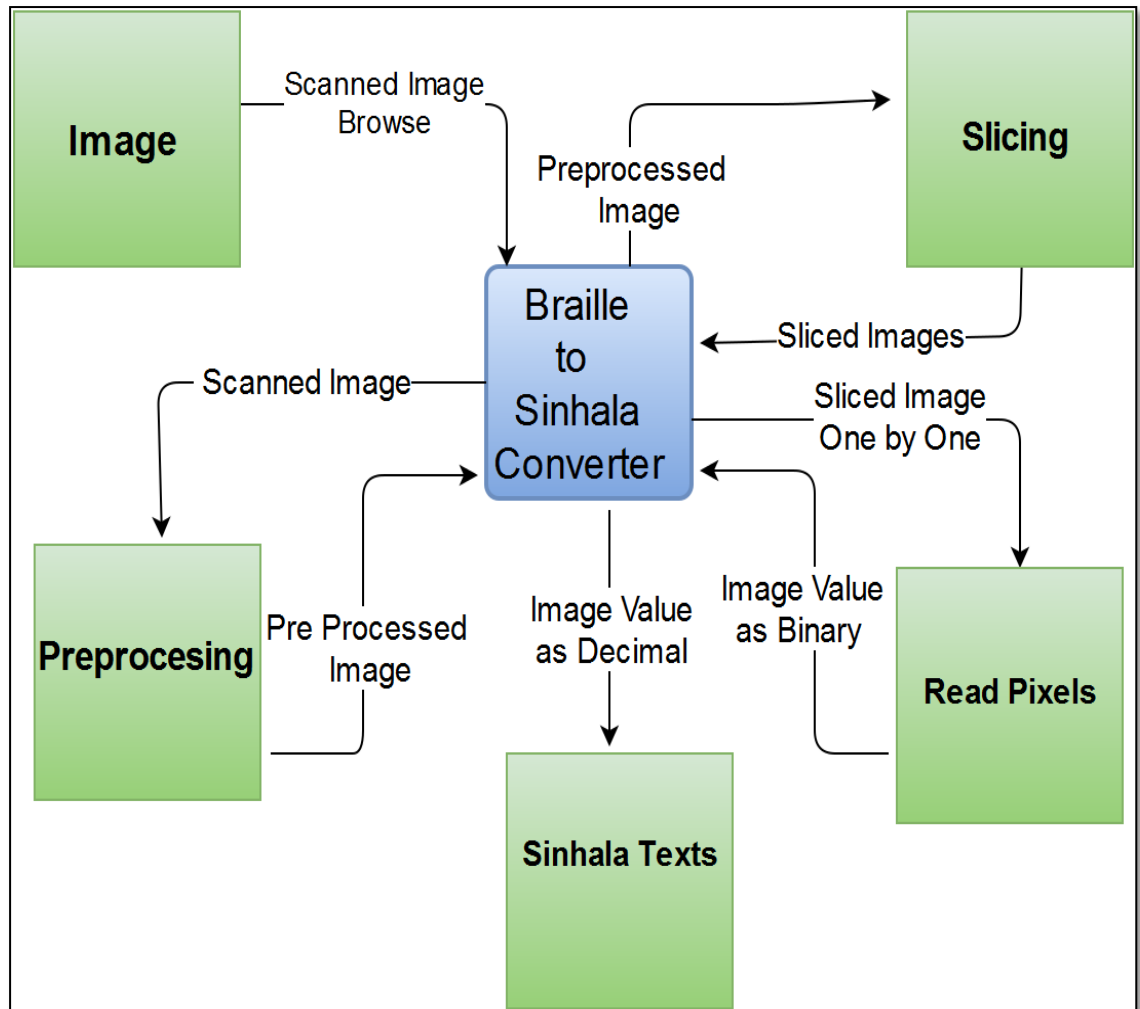 Image
Scanned Image
Browse
Preprocessed
Image
Slicing
Braille
to
Sinhala
Converter
Sliced Images
Scanned Image
Sliced Image
One by One
Preprocesing
Pre Processed
Image
Image Value
as Decimal
Image Value
as Binary
Read Pixels
Sinhala Texts